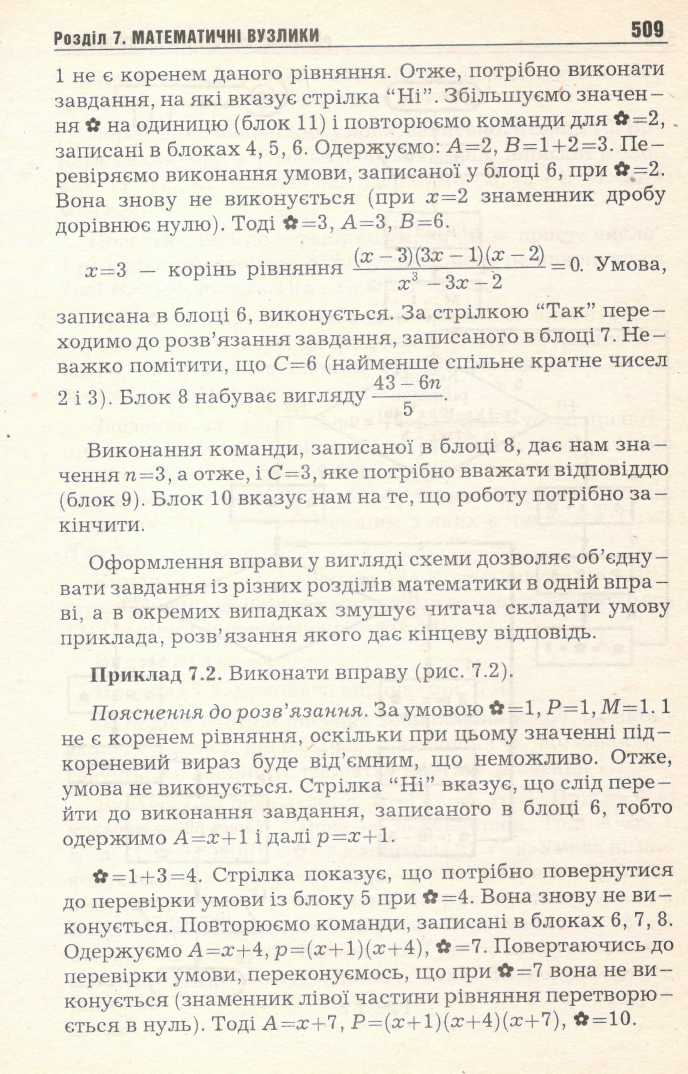 Розділ 7. МАТЕМАТИЧНІ ВУЗЛИКИ 509
1 не є коренем даного рівняння. Отже, потрібно виконати
завдання, на які вказує стрілка “Ні”. Збільшуємо значен–
ня ✿ на одиницю (блок 11) і повторюємо команди для ✿=2,
записані в блоках 4, 5, 6. Одержуємо: A=2, B=1+2=3. Пе–
ревіряємо виконання умови, записаної у блоці 6, при ✿=2.
Вона знову не виконується (при x=2 знаменник дробу
дорівнює нулю). Тоді ✿=3, A=3, B=6.
x=3 — корінь рівняння (x – 3)(3x – 1)(x – 2) / x³ – 3x – 2 = 0. Умова,
записана в блоці 6, виконується. За стрілкою “Так” пере–
ходимо до розв’язання завдання, записаного в блоці 7. Не–
важко помітити, що C=6 (найменше спільне кратне чисел
2 і 3). Блок 8 набуває вигляду 43 – 6n / 5.
Виконання команди, записаної в блоці 8, дає нам зна–
чення n=3, а отже, і C=3, яке потрібно вважати відповіддю
(блок 9). Блок 10 вказує нам на те, що роботу потрібно за–
кінчити.
Оформлення вправи у вигляді схеми дозволяє об’єдну–
вати завдання із різних розділів математики в одній впра–
ві, а в окремих випадках змушує читача складати умову
приклада, розв’язання якого дає кінцеву відповідь.
Приклад 7.2. Виконати вправу (рис. 7.2).
Пояснення до розв’язання. За умовою ✿=1, P=1, M=1. 1
не є коренем рівняння, оскільки при цьому значенні під–
кореневий вираз буде від’ємним, що неможливо. Отже,
умова не виконується. Стрілка “Ні” вказує, що слід пере–
йти до виконання завдання, записаного в блоці 6, тобто
одержимо A=x+1 і далі p=x+1.
✿=1+3=4. Стрілка показує, що потрібно повернутися
до перевірки умови із блоку 5 при ✿=4. Вона знову не ви–
конується. Повторюємо команди, записані в блоках 6, 7, 8.
Одержуємо A=x+4, p=(x+1)(x+4), ✿=7. Повертаючись до
перевірки умови, переконуємось, що при ✿=7 вона не ви–
конується (знаменник лівої частини рівняння перетворю–
ється в нуль). Тоді A=x+7, P=(x+1)(x+4)(x+7), ✿=10.